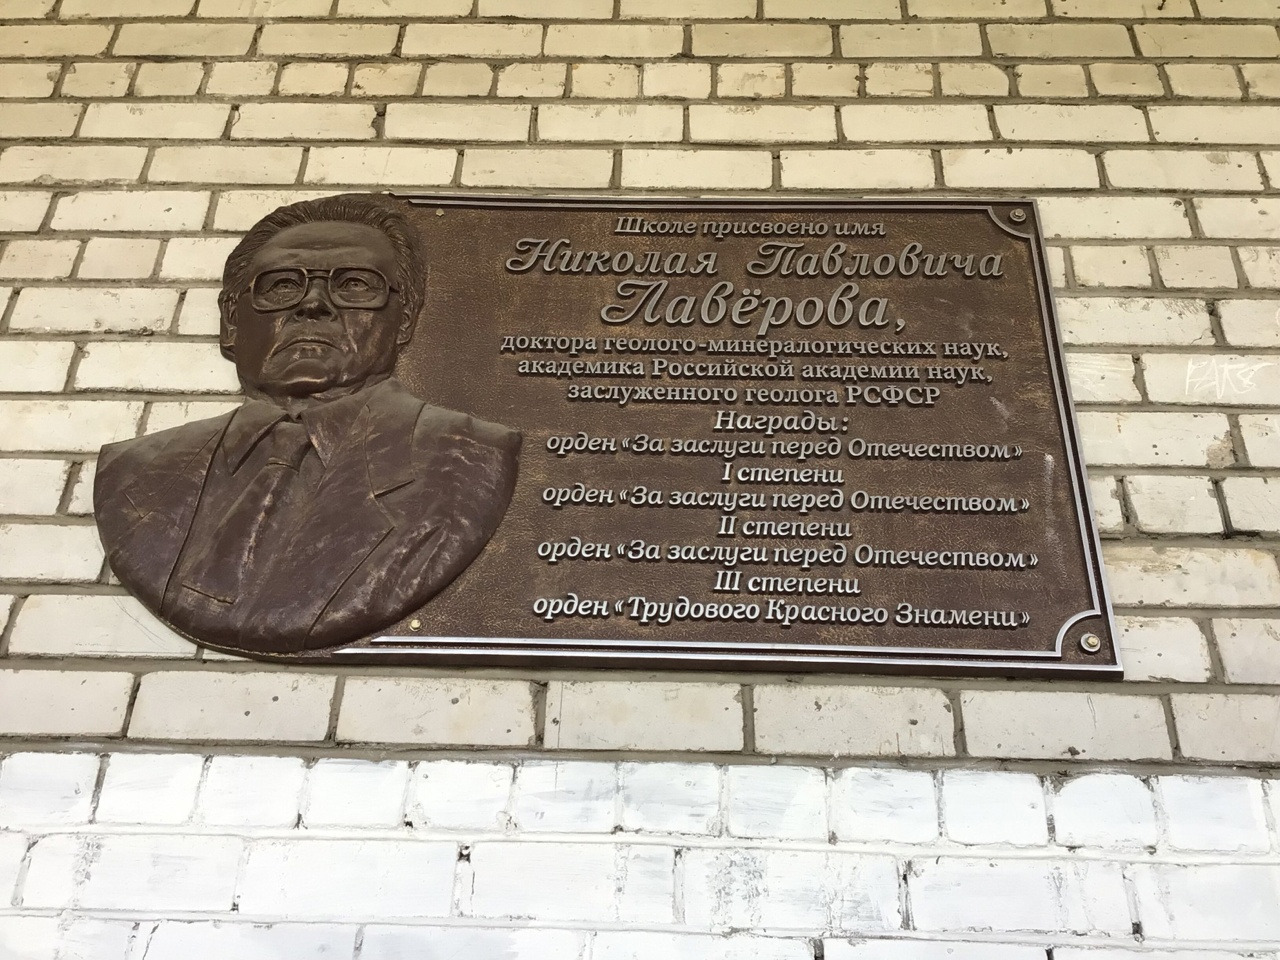 Школе присвоено имя
Николая Павловича
Лавёрова,
доктора геолого-минералогических наук,
академика Российской академии наук,
заслуженного геолога РСФСР
Награды:
орден «За заслуги перед Отечеством»
I степени
орден «За заслуги перед Отечеством»
II степени
орден «За заслуги перед Отечеством»
III степени
орден «Трудового Красного Знамени»